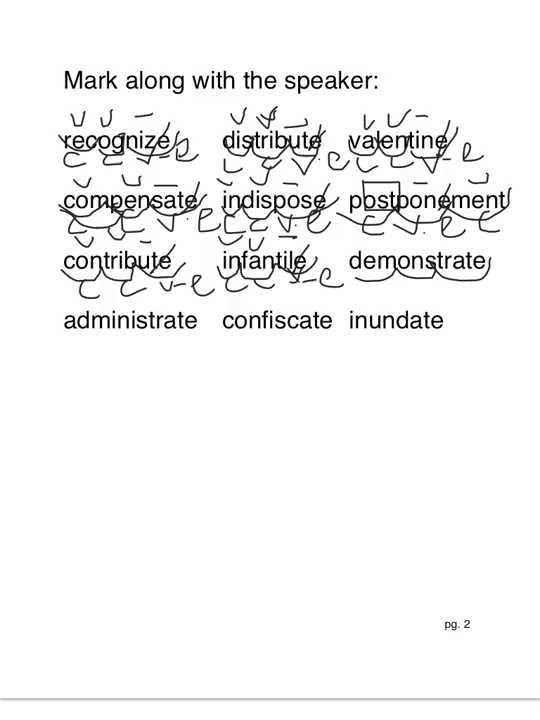 Mark along with the speaker:
recognize distribute valentine
compensate indispose postponement
contribute infantile demonstrate
administrate confiscate inundate
pg. 2